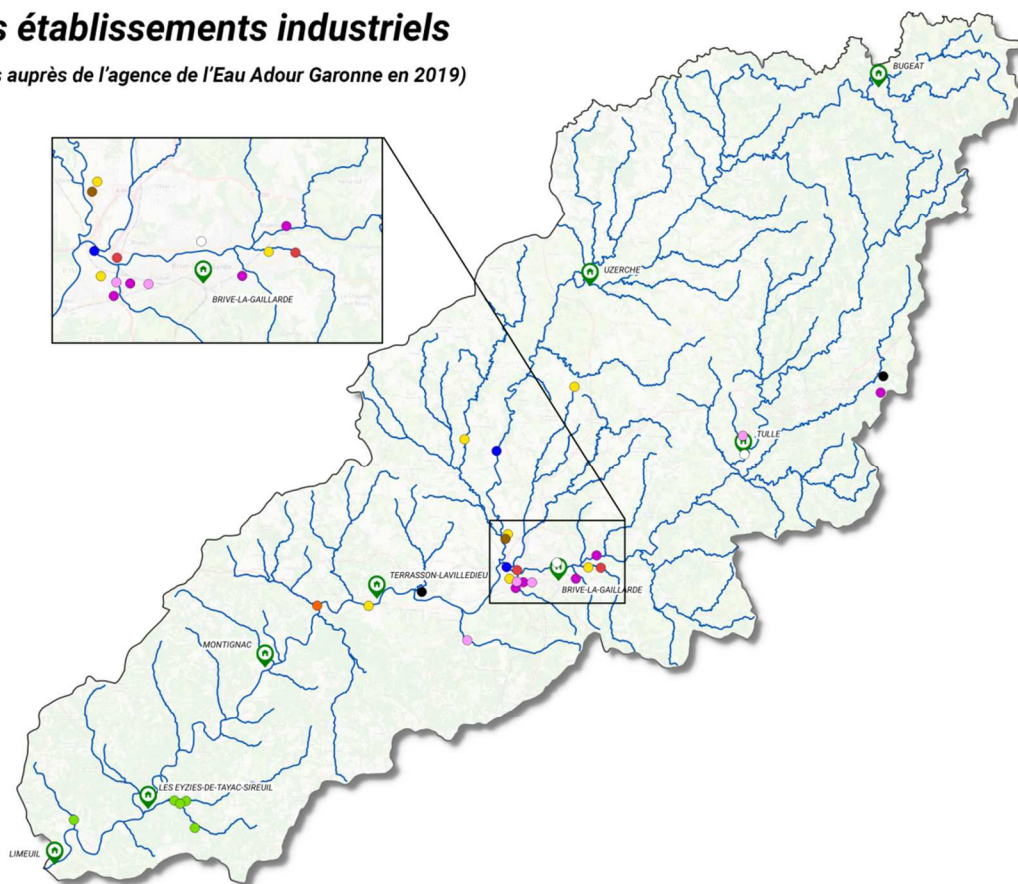 s établissements industriels
s auprès de l'agence de l'Eau Adour Garonne en 2019)
BUGEAT
UZERCHE
BRIVE-LA-GAILLARDE
TULLE
TERRASSON-LAVILLEDIEU
BRIVE-LA-GAILLARDE
MONTIGNAC
LES EYZIES-DE-TAYAC-SIREUIL
LIMEUIL